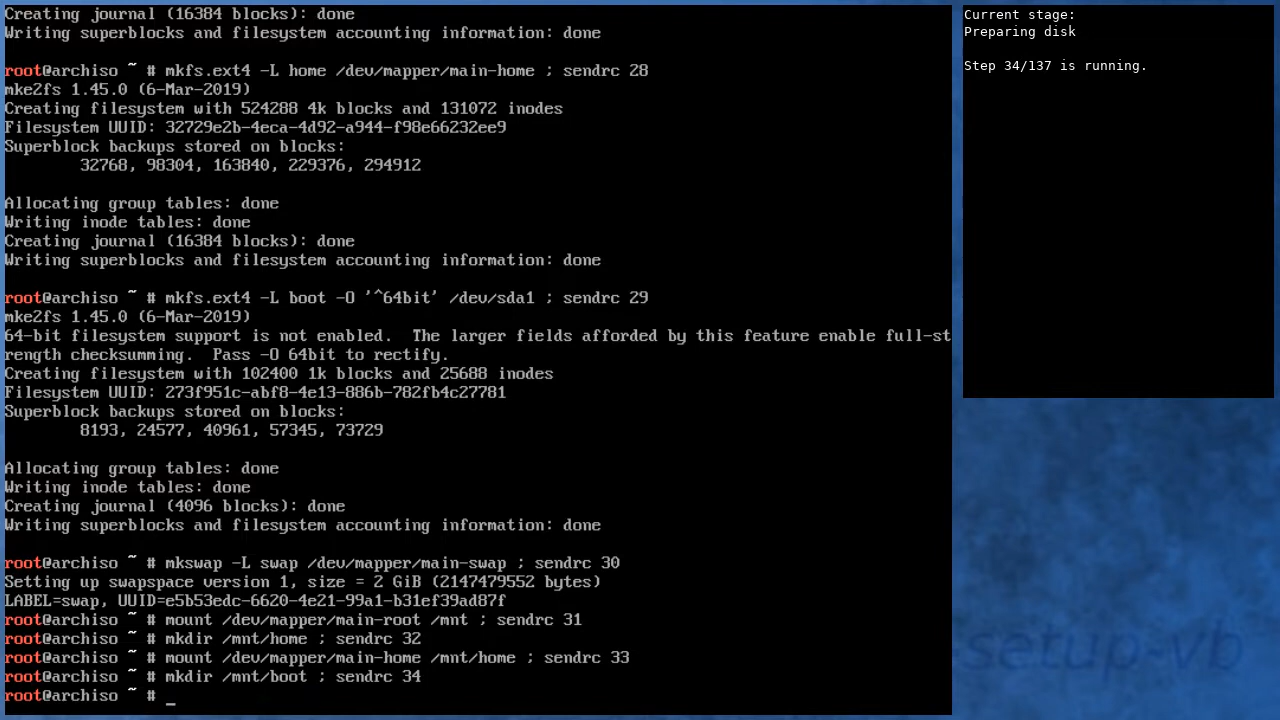 Creating journal (16384 blocks): done
Writing superblocks and filesystem accounting information: done
root@archiso ~ # mkfs.ext4 -L home /dev/mapper/main-home ; sendrc 28
mke2fs 1.45.0 (6-Mar-2019)
Creating filesystem with 524288 4k blocks and 131072 inodes
Filesystem UUID: 32729e2b-4eca-4d92-a944-f98e66232ee9
Superblock backups stored on blocks:
32768, 98304, 163840, 229376, 294912
Allocating group tables: done
Writing inode tables: done
Creating journal (16384 blocks): done
Writing superblocks and filesystem accounting information: done
root@archiso ~ # mkfs.ext4 -L boot -O '^64bit' /dev/sda1 ; sendrc 29
mke2fs 1.45.0 (6-Mar-2019)
64-bit filesystem support is not enabled.  The larger fields afforded by this feature enable full-st
rength checksumming.  Pass -O 64bit to rectify.
Creating filesystem with 102400 1k blocks and 25688 inodes
Filesystem UUID: 273f951c-abf8-4e13-886b-782fb4c27781
Superblock backups stored on blocks:
8193, 24577, 40961, 57345, 73729
Allocating group tables: done
Writing inode tables: done
Creating journal (4096 blocks): done
Writing superblocks and filesystem accounting information: done
root@archiso ~ # mkswap -L swap /dev/mapper/main-swap ; sendrc 30
Setting up swapspace version 1, size = 2 GiB (2147479552 bytes)
LABEL=swap, UUID=e5b53edc-6620-4e21-99a1-b31ef39ad87f
root@archiso ~ # mount /dev/mapper/main-root /mnt ; sendrc 31
root@archiso ~ # mkdir /mnt/home ; sendrc 32
root@archiso ~ # mount /dev/mapper/main-home /mnt/home ; sendrc 33
root@archiso ~ # mkdir /mnt/boot ; sendrc 34
root@archiso ~ # _
Current stage:
Preparing disk
Step 34/137 is running.
setup-vb